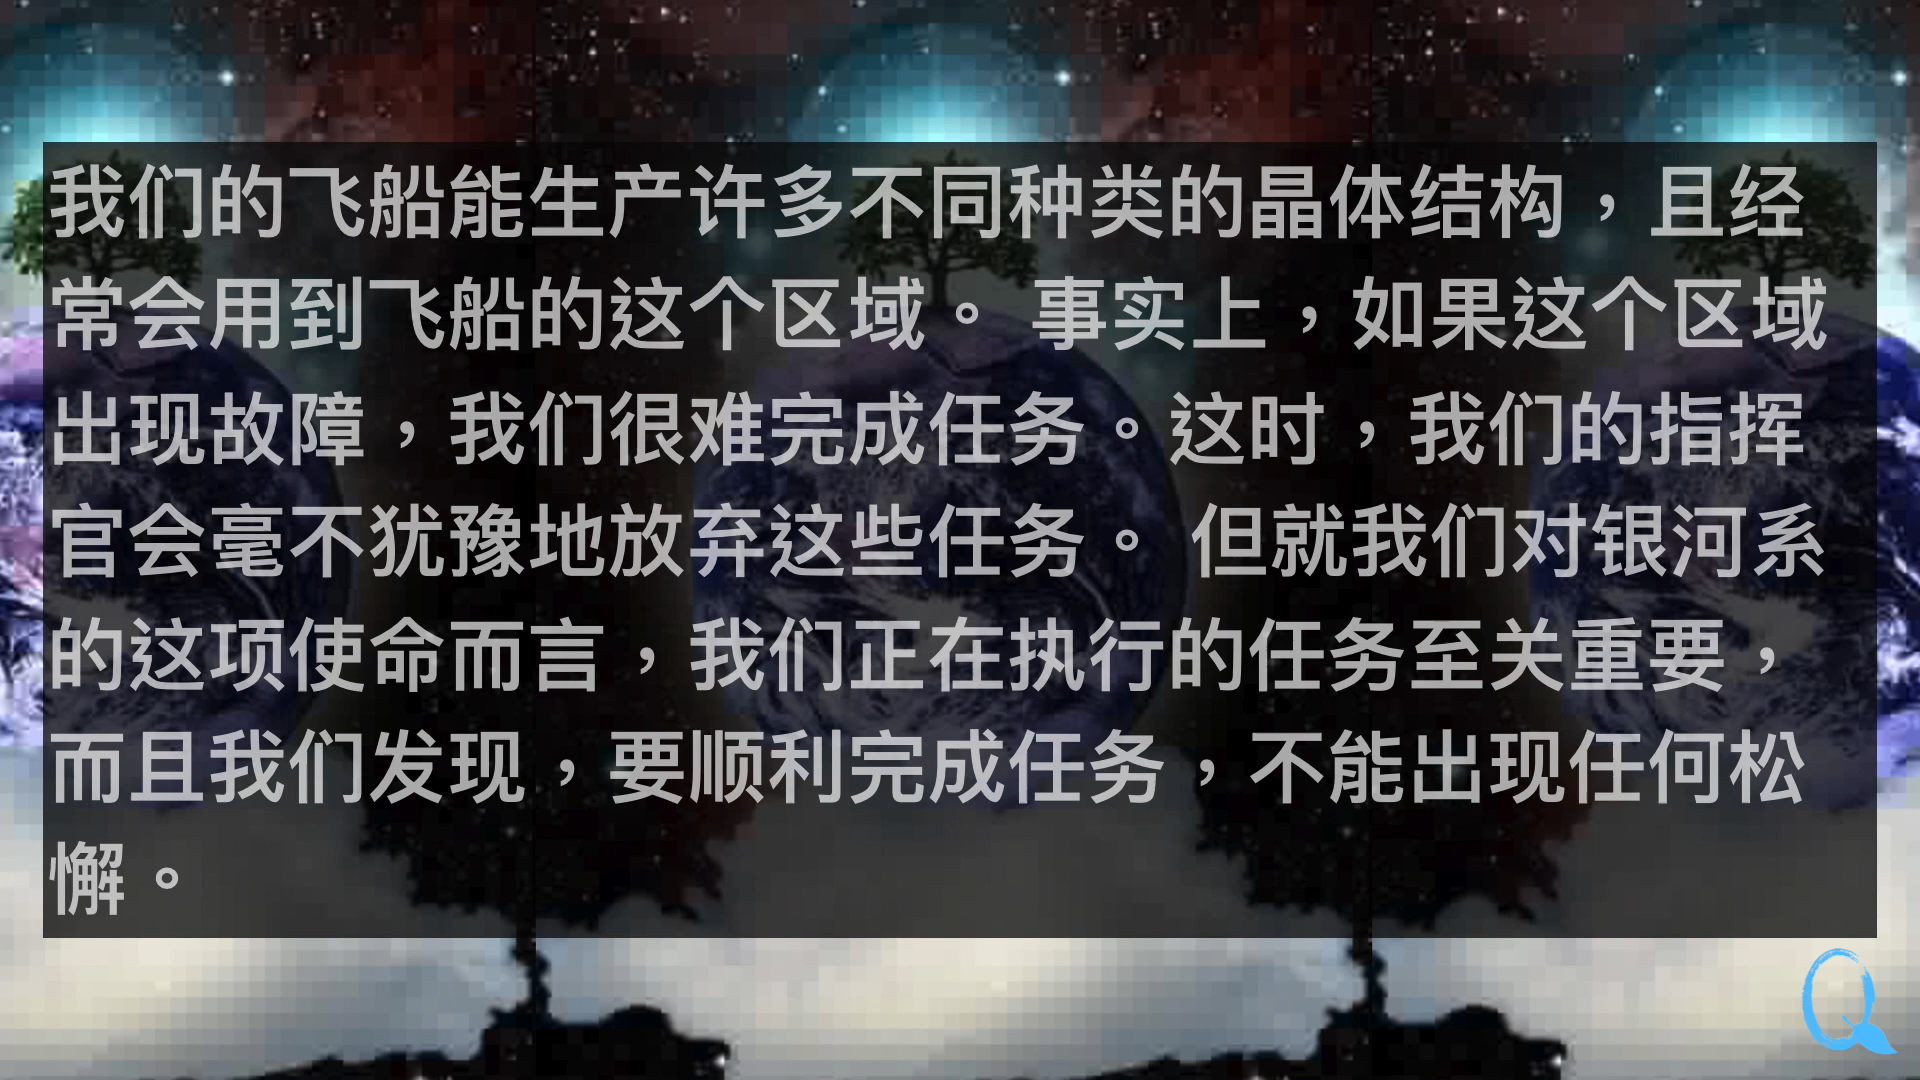 我们的飞船能生产许多不同种类的晶体结构，且经
常会用到飞船的这个区域。 事实上，如果这个区域
出现故障，我们很难完成任务。这时，我们的指挥
官会毫不犹豫地放弃这些任务。 但就我们对银河系
的这项使命而言，我们正在执行的任务至关重要，
而且我们发现，要顺利完成任务，不能出现任何松
懈。
Q